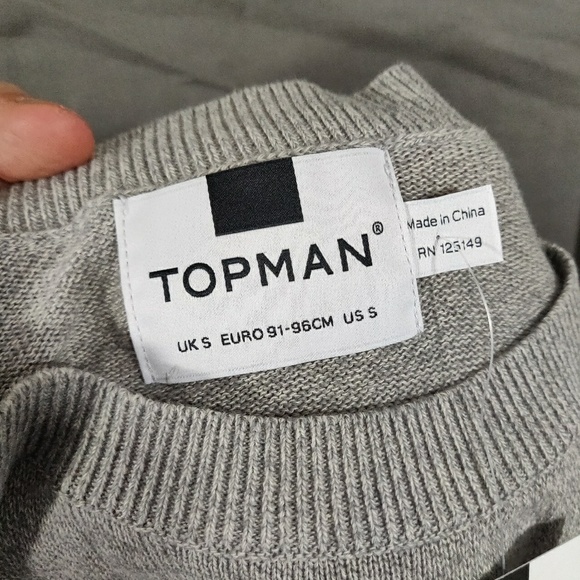 TOPMAN®
UK S EURO 91-96CM US S
Made in China
RN 125149